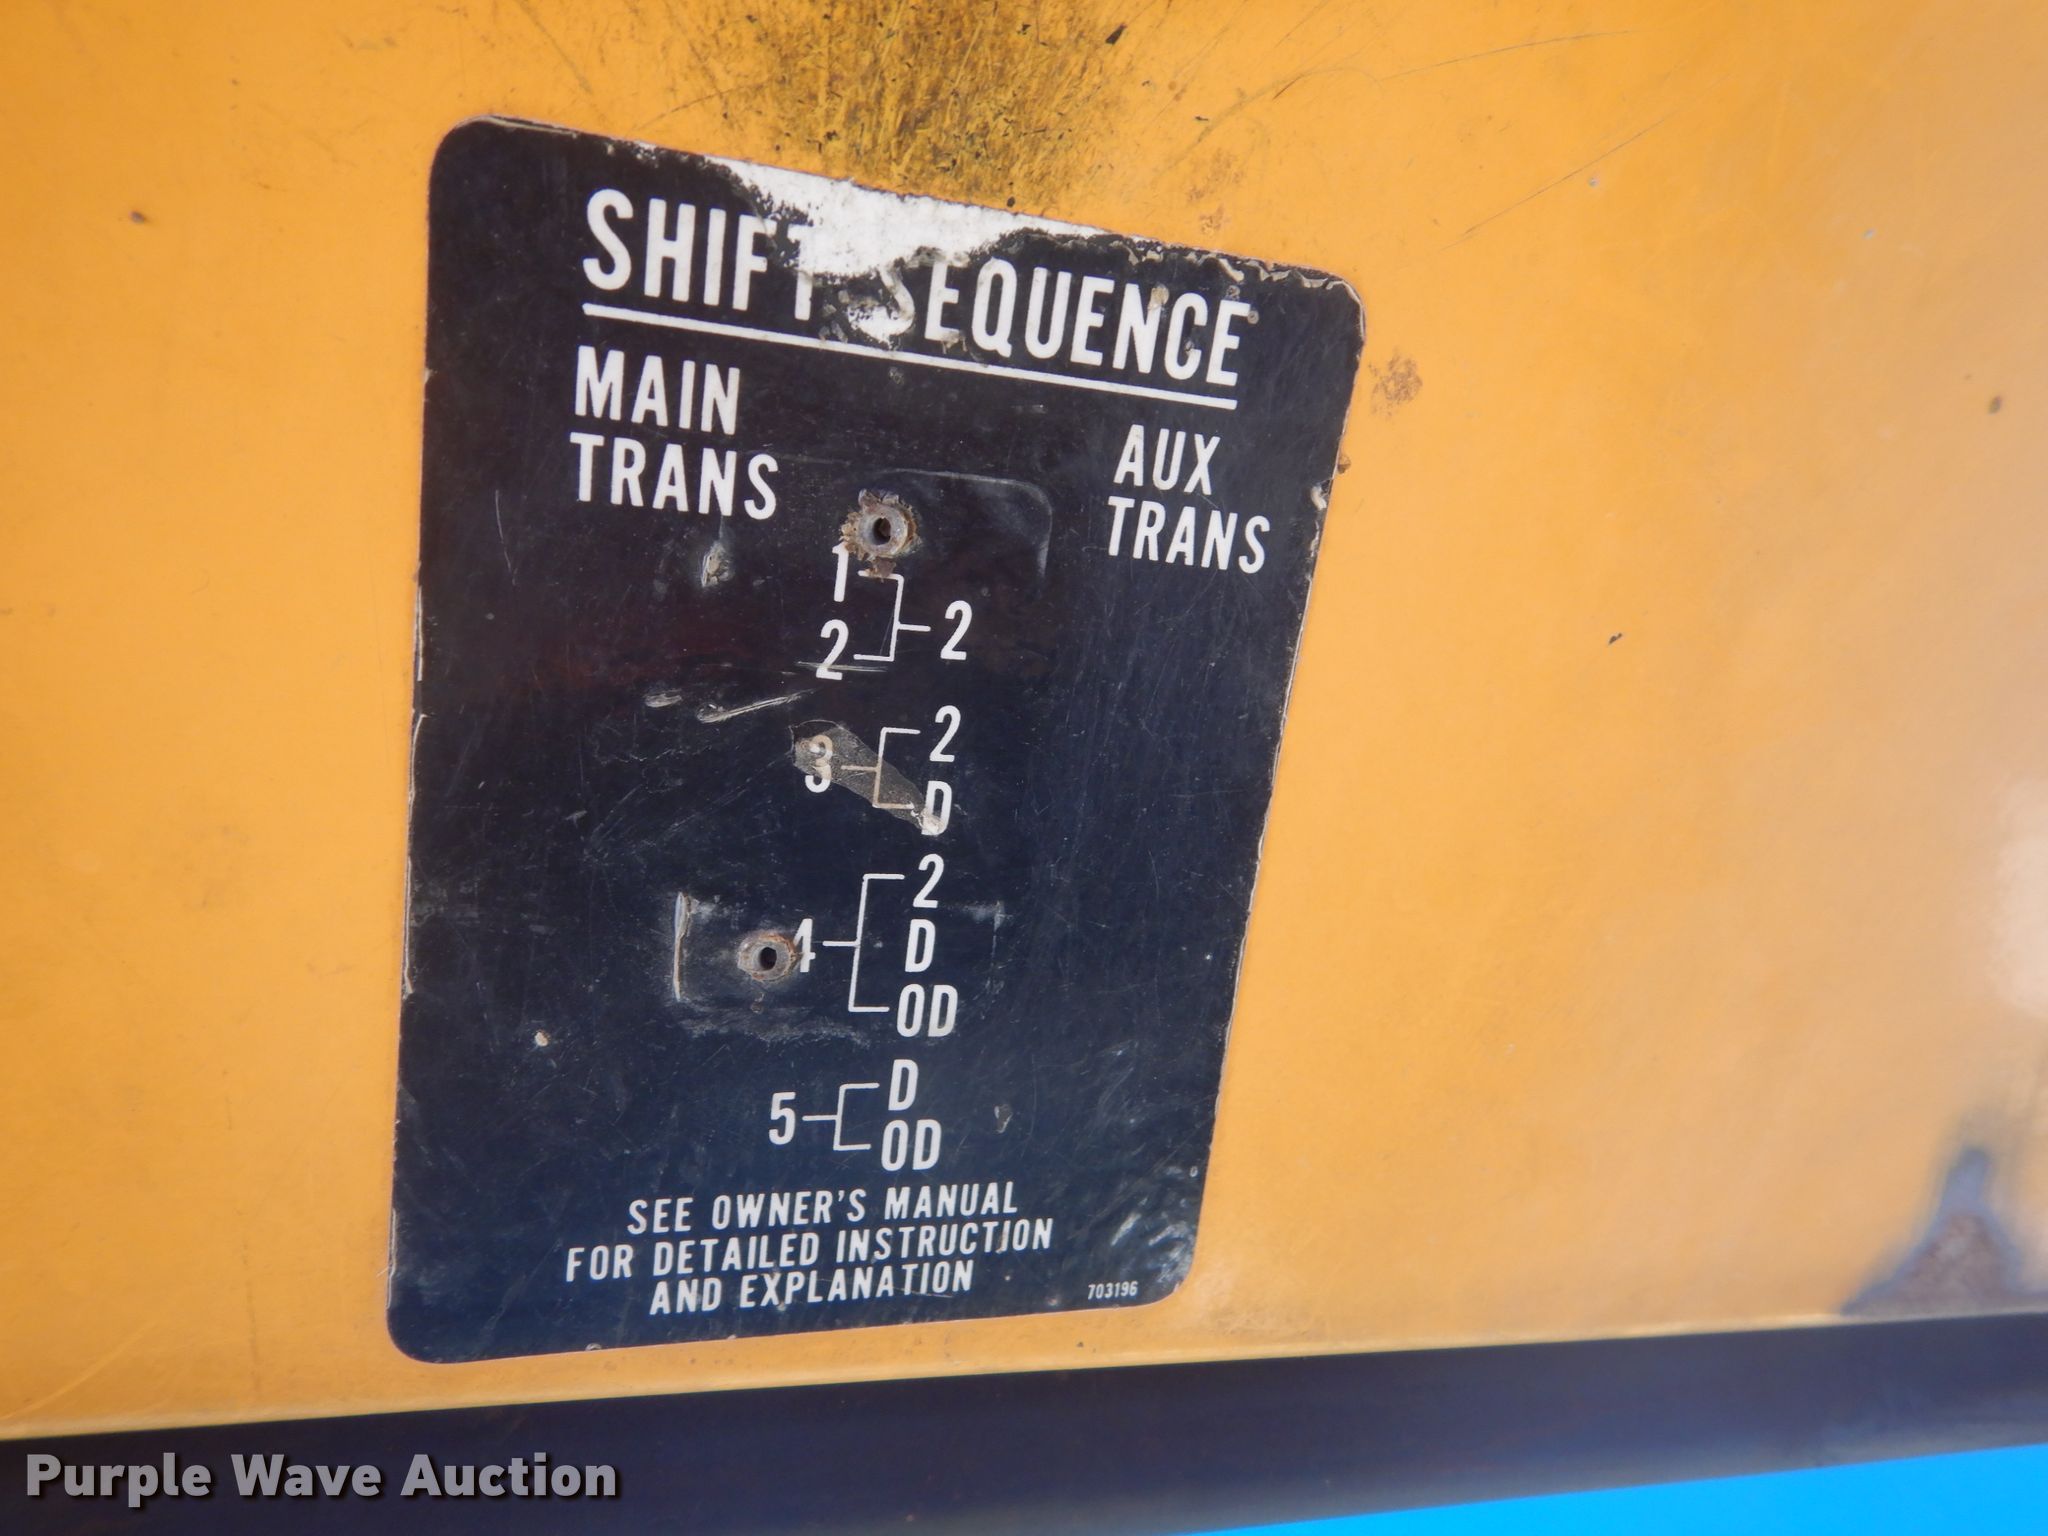 SHIFT SEQUENCE
MAIN
TRANS
AUX
TRANS
1
2
2
3
2
D
4
2
D
OD
5
D
OD
SEE OWNER'S MANUAL
FOR DETAILED INSTRUCTION
AND EXPLANATION
703196
Purple Wave Auction